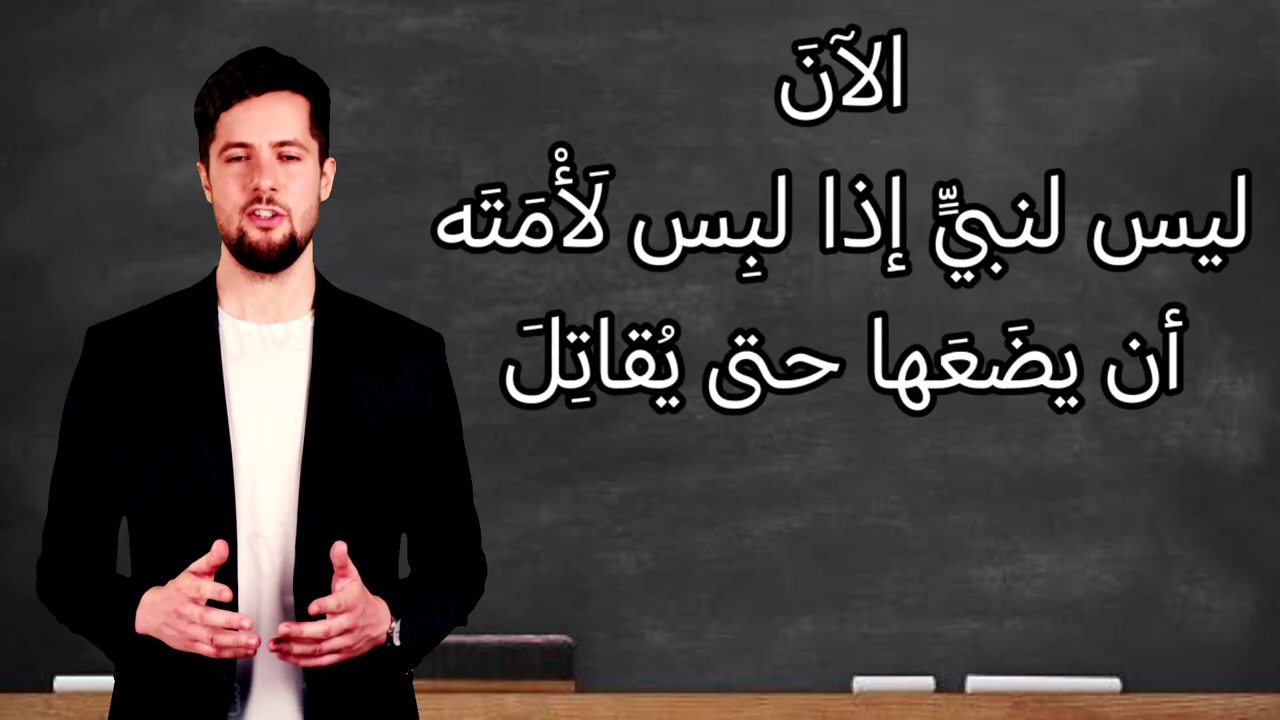 الآنَ
ليس لنبيٍّ إذا لبِس لَأْمَتَه
أن يضَعَها حتى يُقاتِلَ